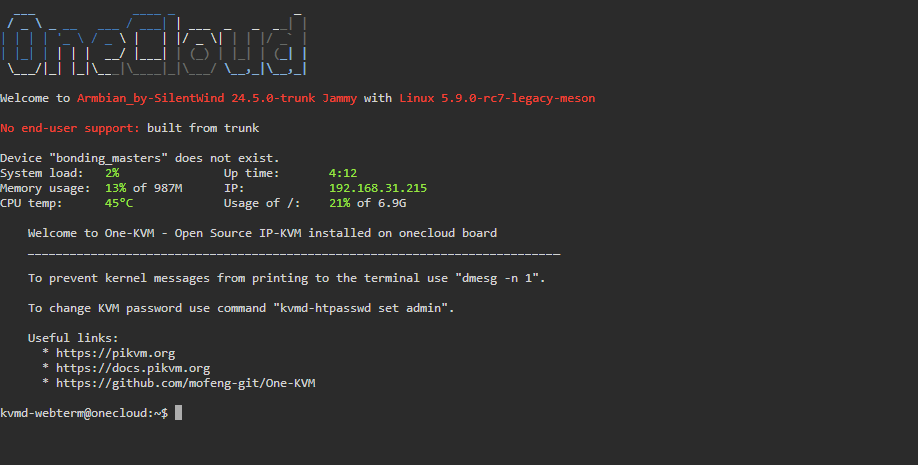 OneCloud
Welcome to Armbian_by-SilentWind 24.5.0-trunk Jammy with Linux 5.9.0-rc7-legacy-meson
No end-user support: built from trunk
Device "bonding_masters" does not exist.
System load: 2% Up time: 4:12
Memory usage: 13% of 987M IP: 192.168.31.215
CPU temp: 45°C Usage of /: 21% of 6.9G
Welcome to One-KVM - Open Source IP-KVM installed on onecloud board
____________________________________________________________________________
To prevent kernel messages from printing to the terminal use "dmesg -n 1".
To change KVM password use command "kvmd-htpasswd set admin".
Useful links:
* https://pikvm.org
* https://docs.pikvm.org
* https://github.com/mofeng-git/One-KVM
kvmd-webterm@onecloud:~$